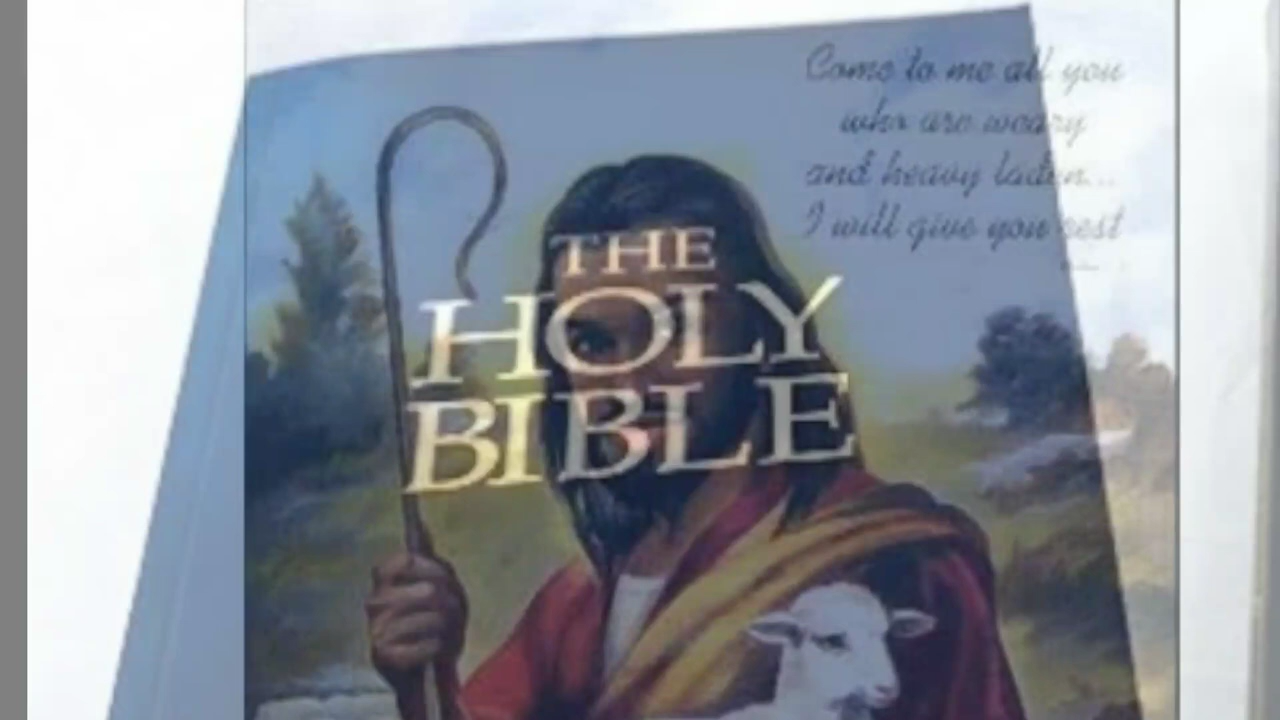 Come to me all you
who are weary
and heavy laden...
I will give you rest
THE
HOLY
BIBLE